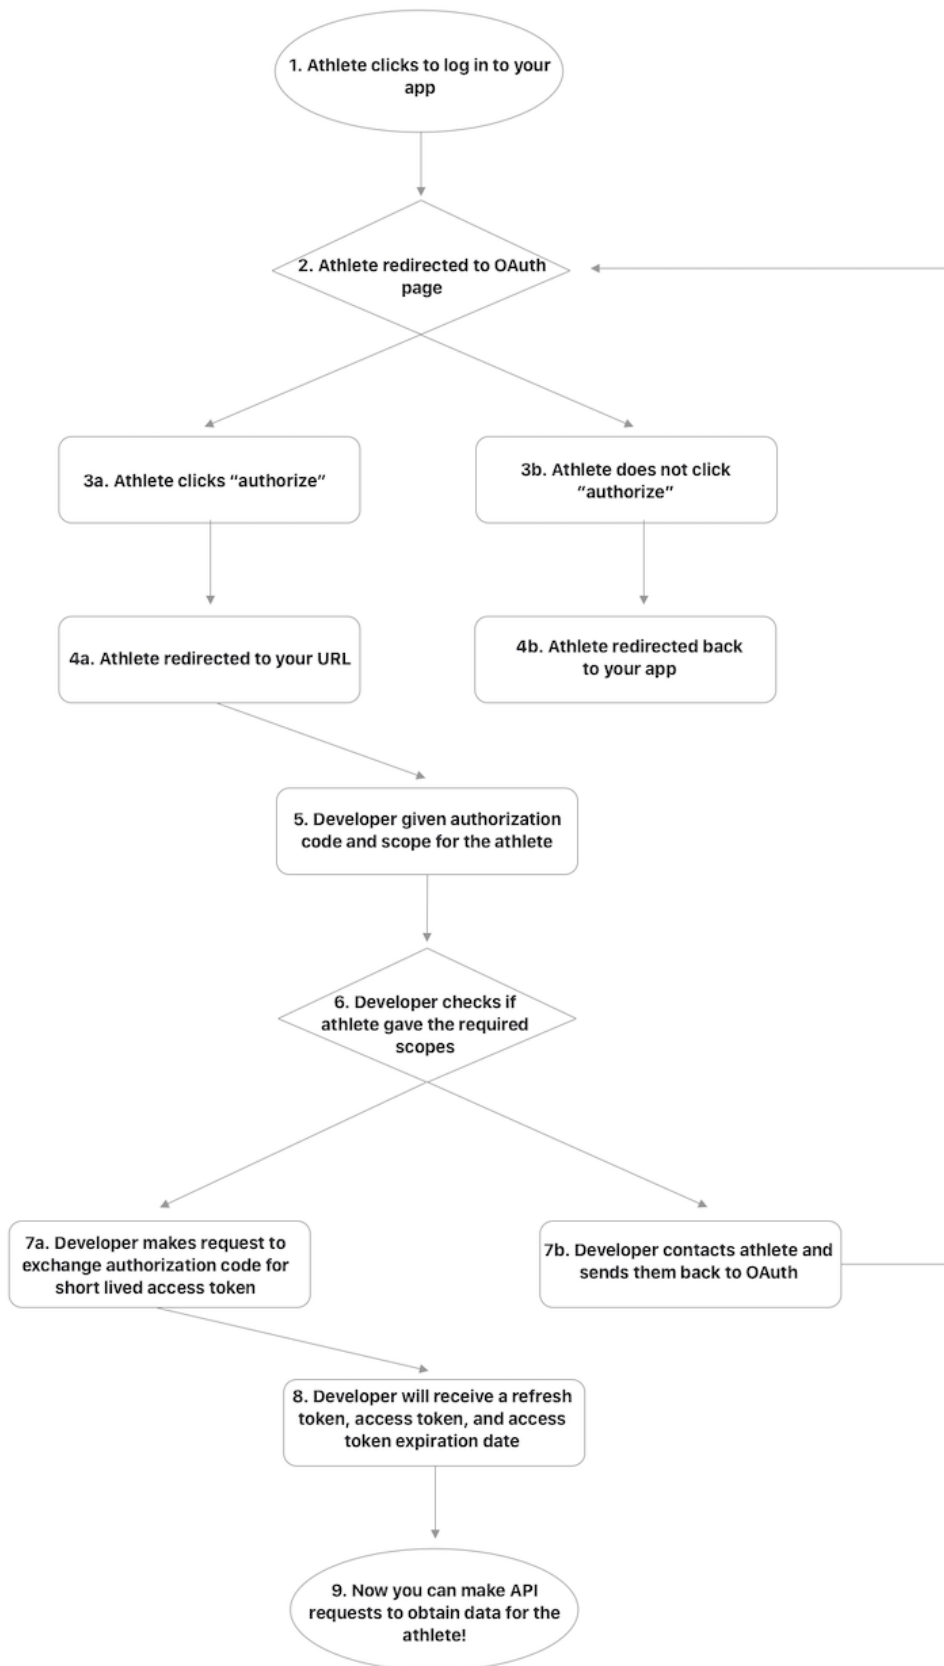 1. Athlete clicks to log in to your
app
2. Athlete redirected to OAuth
page
3a. Athlete clicks “authorize”
3b. Athlete does not click
“authorize”
4a. Athlete redirected to your URL
4b. Athlete redirected back
to your app
5. Developer given authorization
code and scope for the athlete
6. Developer checks if
athlete gave the required
scopes
7a. Developer makes request to
exchange authorization code for
short lived access token
7b. Developer contacts athlete and
sends them back to OAuth
8. Developer will receive a refresh
token, access token, and access
token expiration date
9. Now you can make API
requests to obtain data for the
athlete!